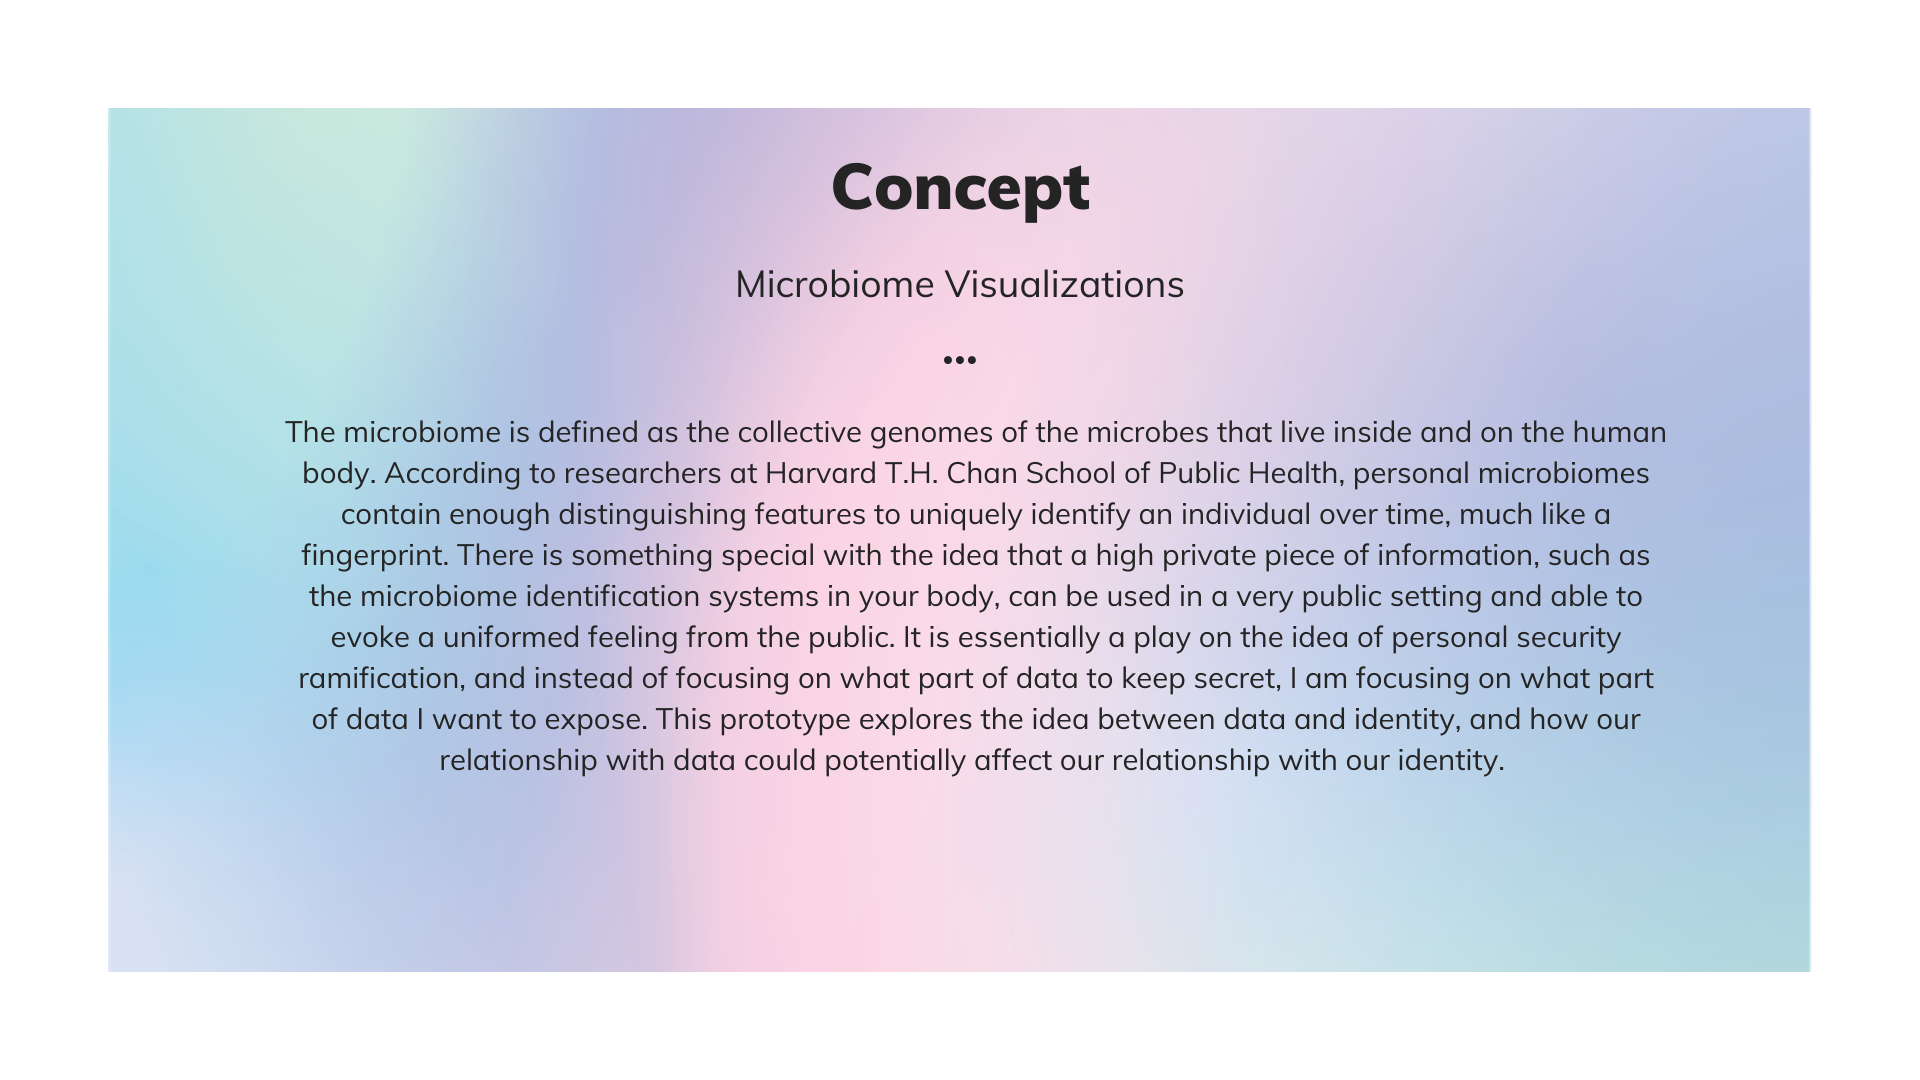 Concept
Microbiome Visualizations
•••
The microbiome is defined as the collective genomes of the microbes that live inside and on the human
body. According to researchers at Harvard T.H. Chan School of Public Health, personal microbiomes
contain enough distinguishing features to uniquely identify an individual over time, much like a
fingerprint. There is something special with the idea that a high private piece of information, such as
the microbiome identification systems in your body, can be used in a very public setting and able to
evoke a uniformed feeling from the public. It is essentially a play on the idea of personal security
ramification, and instead of focusing on what part of data to keep secret, I am focusing on what part
of data I want to expose. This prototype explores the idea between data and identity, and how our
relationship with data could potentially affect our relationship with our identity.